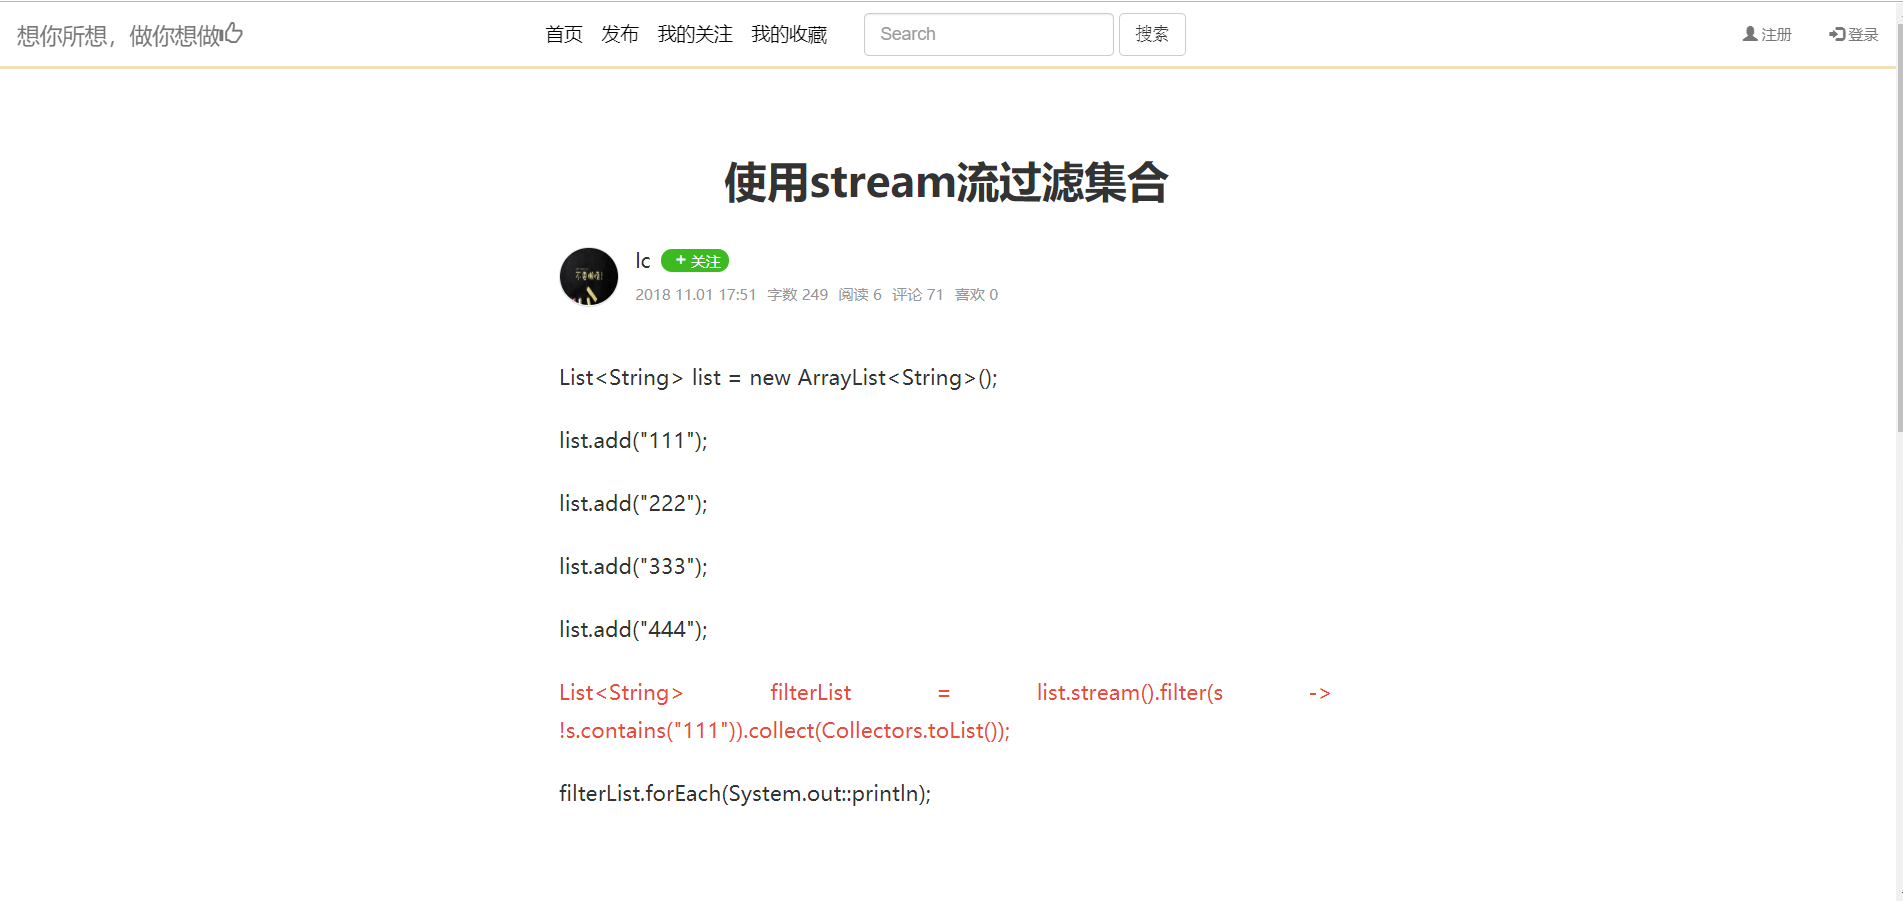 想你所想，做你想做
首页 发布 我的关注 我的收藏 Search 搜索 注册 登录
使用stream流过滤集合
lc + 关注
2018 11.01 17:51 字数 249 阅读 6 评论 71 喜欢 0
List<String> list = new ArrayList<String>();
list.add("111");
list.add("222");
list.add("333");
list.add("444");
List<String> filterList = list.stream().filter(s ->
!s.contains("111")).collect(Collectors.toList());
filterList.forEach(System.out::println);